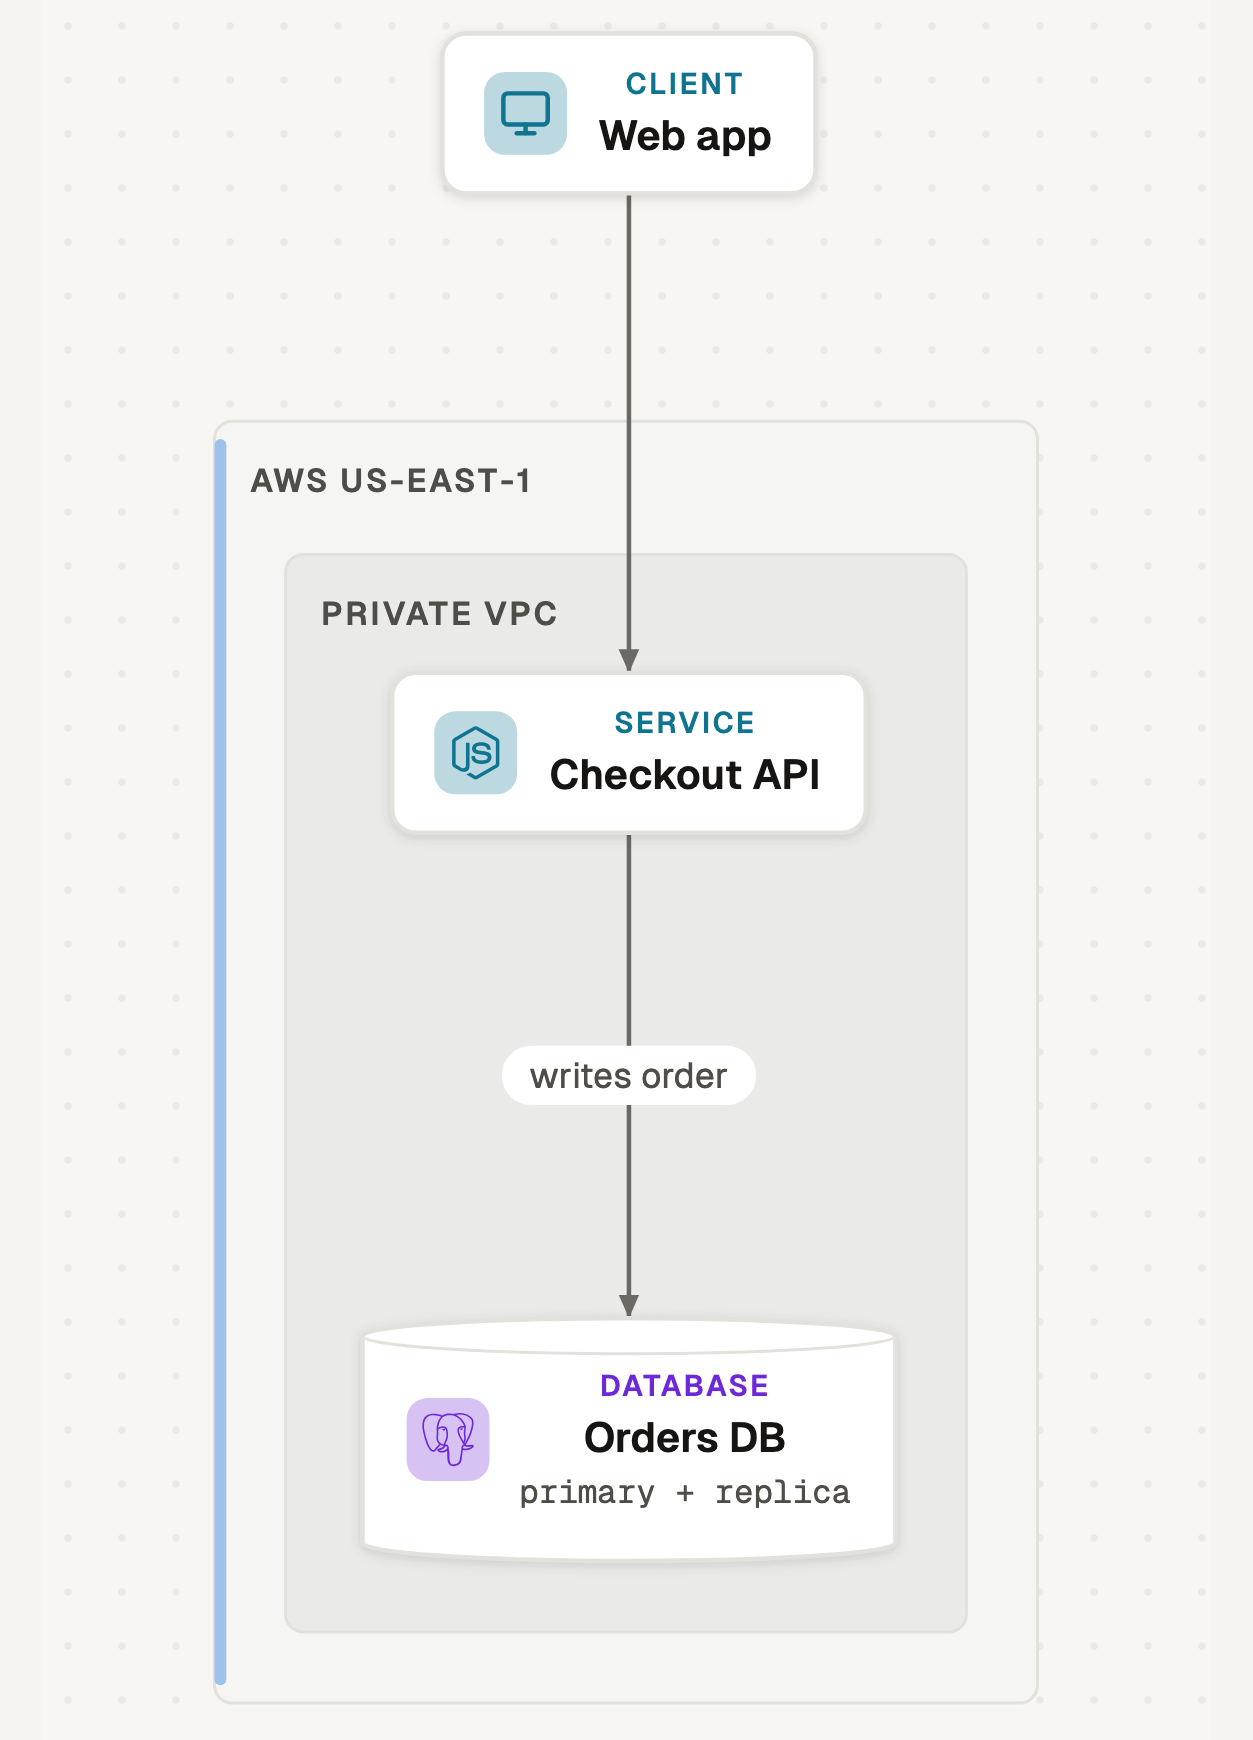 CLIENT
Web app
AWS US-EAST-1
PRIVATE VPC
JS
SERVICE
Checkout API
writes order
DATABASE
Orders DB
primary + replica